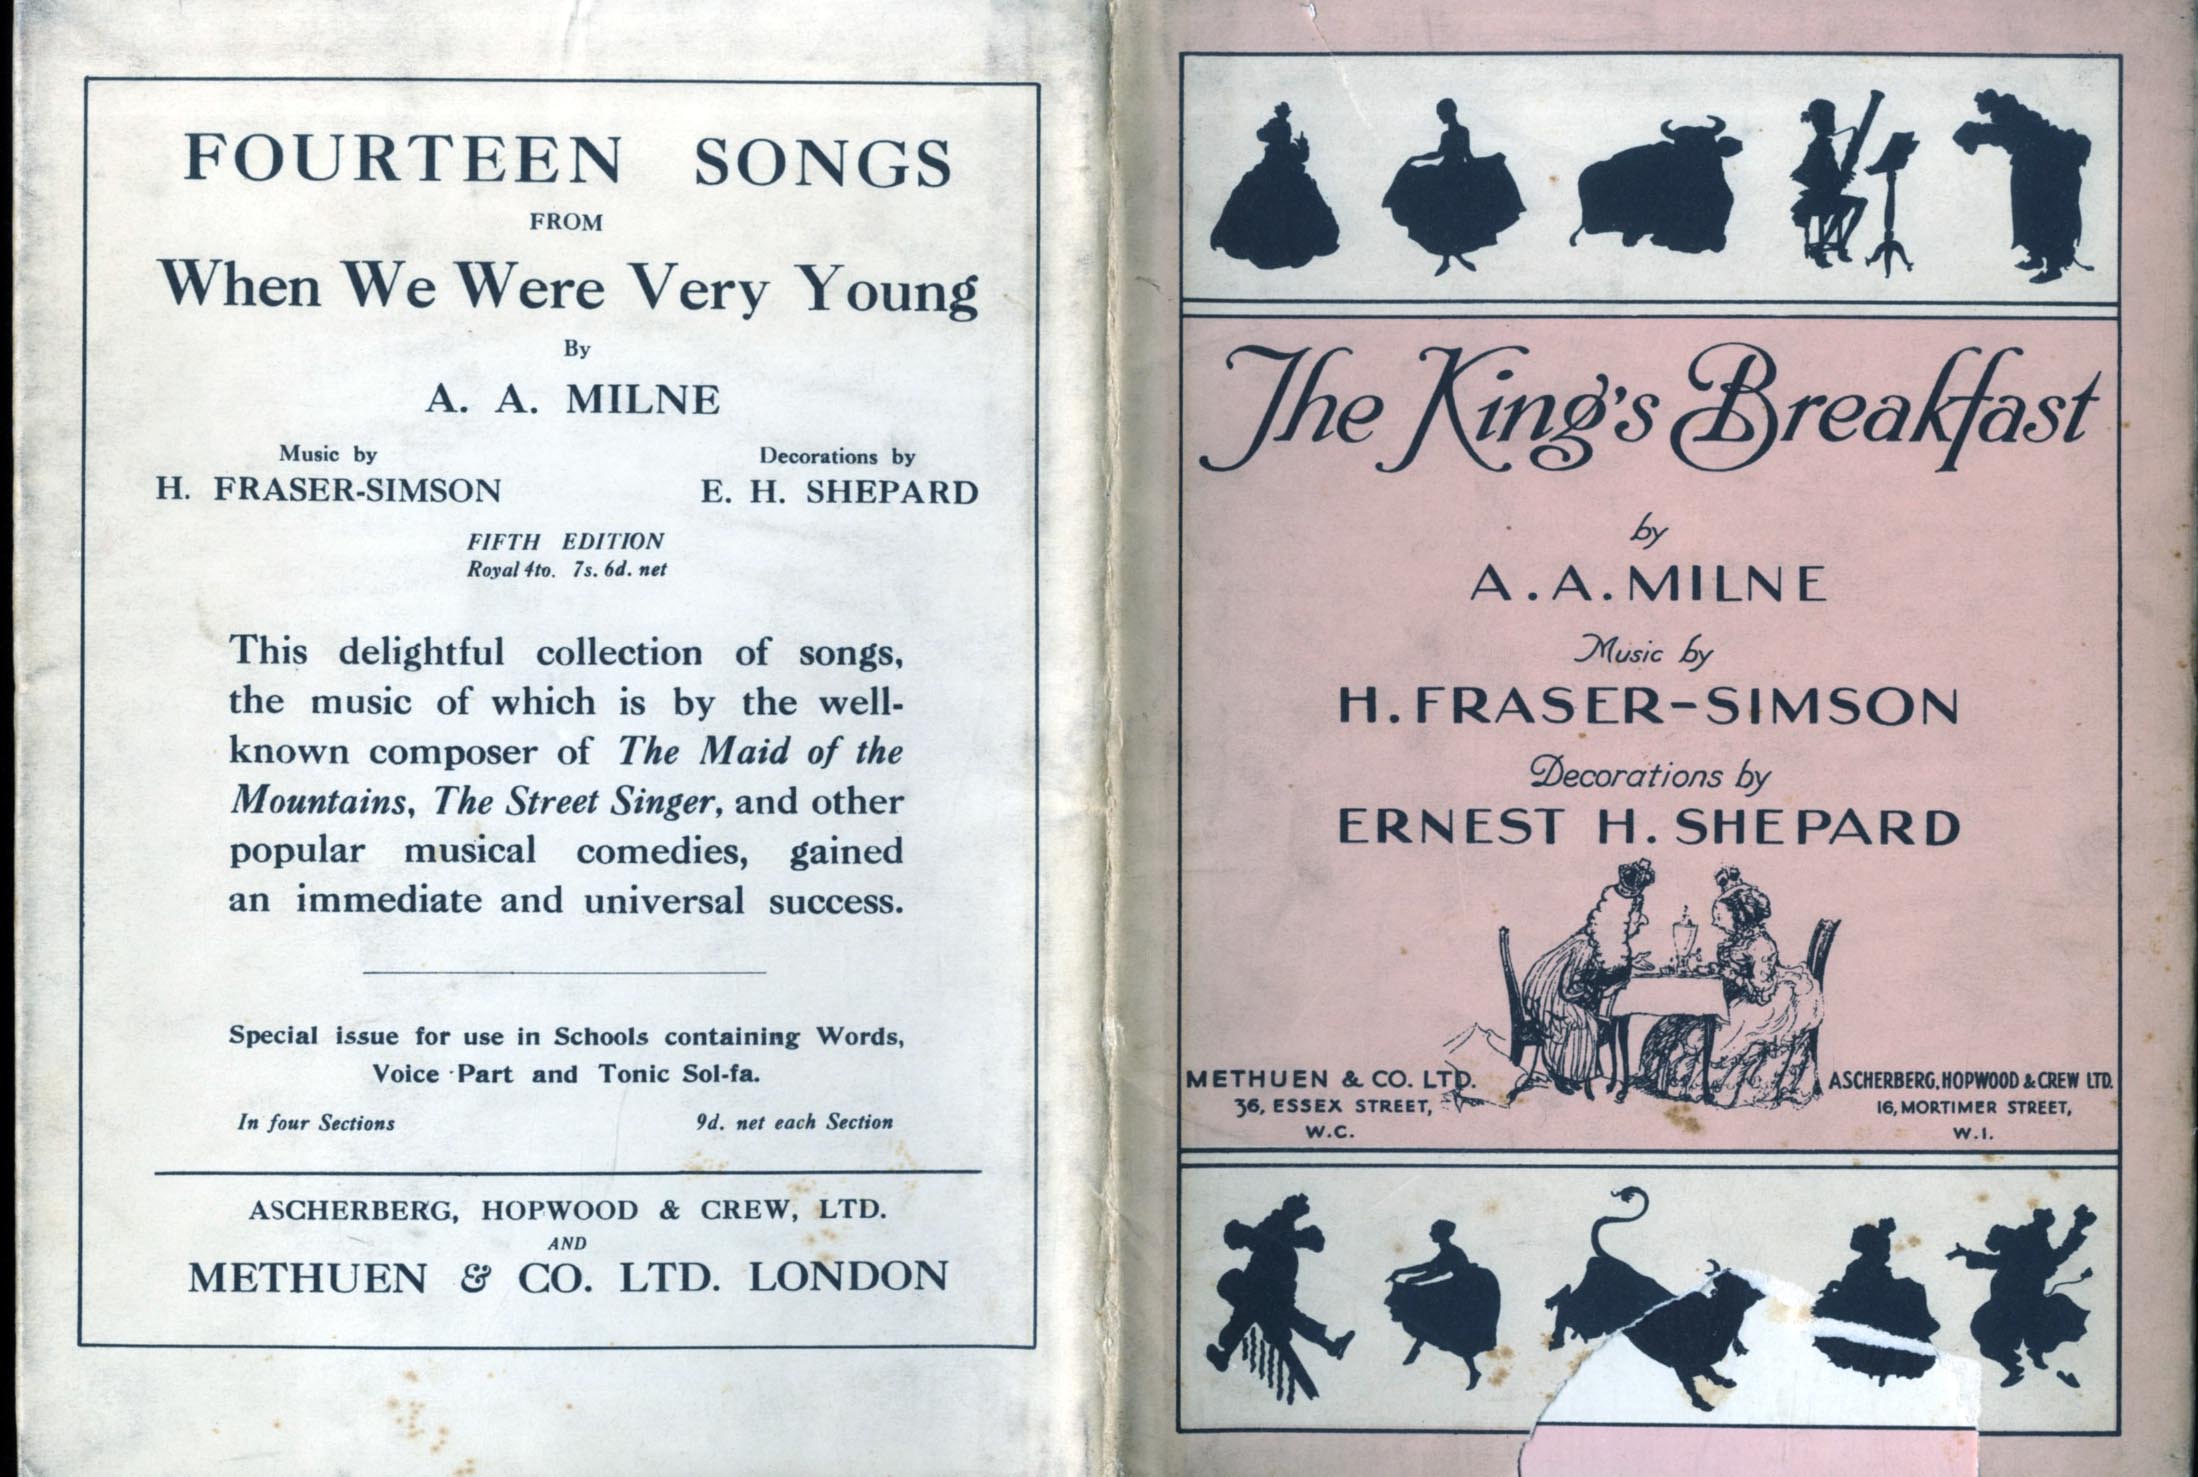 FOURTEEN SONGS
FROM
When We Were Very Young
By
A. A. MILNE
Music by
H. FRASER-SIMSON
Decorations by
E. H. SHEPARD
FIFTH EDITION
Royal 4to. 7s. 6d. net
This delightful collection of songs,
the music of which is by the well-
known composer of The Maid of the
Mountains, The Street Singer, and other
popular musical comedies, gained
an immediate and universal success.
Special issue for use in Schools containing Words,
Voice Part and Tonic Sol-fa.
In four Sections
9d. net each Section
ASCHERBERG, HOPWOOD & CREW, LTD.
AND
METHUEN & CO. LTD. LONDON
The King's Breakfast
by
A. A. MILNE
Music by
H. FRASER-SIMSON
Decorations by
ERNEST H. SHEPARD
METHUEN & CO. LTD.
36, ESSEX STREET,
W.C.
ASCHERBERG, HOPWOOD & CREW LTD.
16, MORTIMER STREET,
W.1.